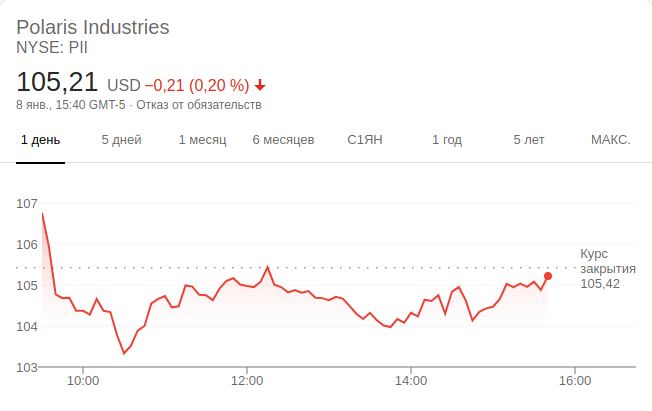 Polaris Industries
NYSE: PII
105,21 USD −0,21 (0,20 %)
8 янв., 15:40 GMT-5 · Отказ от обязательств
1 день 5 дней 1 месяц 6 месяцев С1ЯН 1 год 5 лет МАКС.
107
106
105
104
103
Курс
закрытия
105,42
10:00 12:00 14:00 16:00